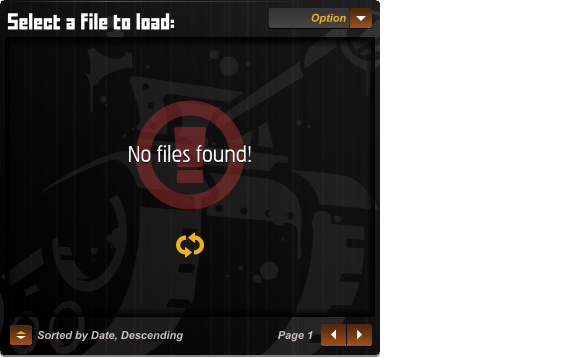 Select a file to load:
Option
No files found!
Sorted by Date, Descending
Page 1